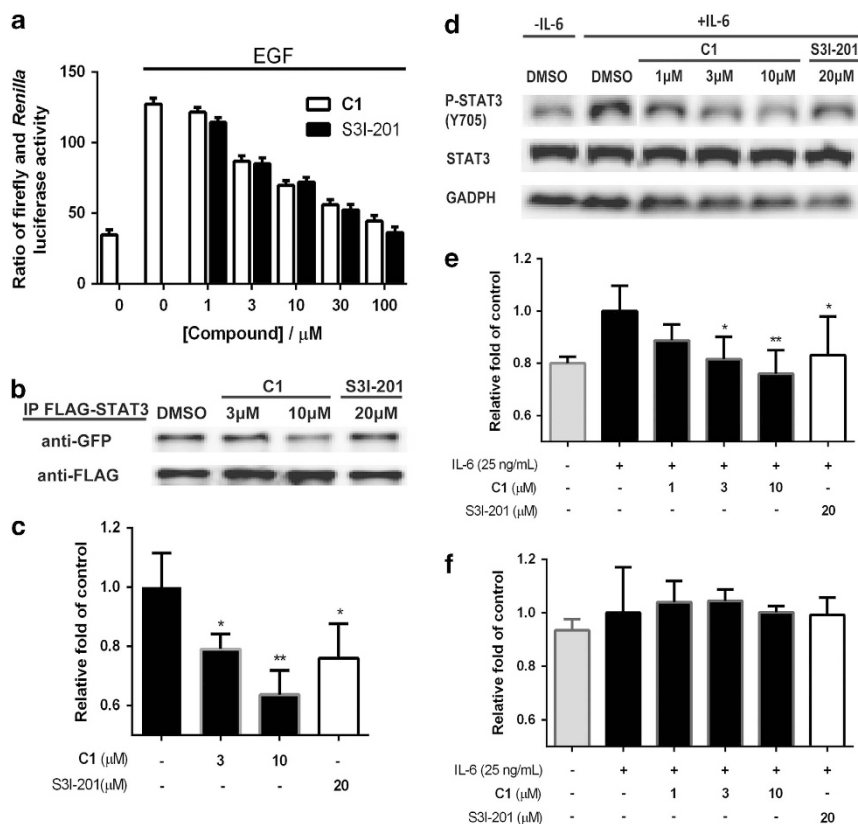 a
EGF
Ratio of firefly and Renilla
luciferase activity
150
100
50
0
C1
S3I-201
0 0 1 3 10 30 100
[Compound] / μM
b
IP FLAG-STAT3
DMSO
C1
S3I-201
3μM 10μM 20μM
anti-GFP
anti-FLAG
c
Relative fold of control
1.2
1.0
0.8
0.6
* ** *
C1 (μM) - 3 10 -
S3I-201(μM) - - - 20
d
-IL-6 +IL-6
C1 S3I-201
DMSO DMSO 1μM 3μM 10μM 20μM
P-STAT3
(Y705)
STAT3
GADPH
e
Relative fold of control
1.2
1.0
0.8
0.6
* ** *
IL-6 (25 ng/mL) - + + + + +
C1 (μM) - - 1 3 10 -
S3I-201 (μM) - - - - - 20
f
Relative fold of control
1.2
1.0
0.8
0.6
IL-6 (25 ng/mL) - + + + + +
C1 (μM) - - 1 3 10 -
S3I-201 (μM) - - - - - 20